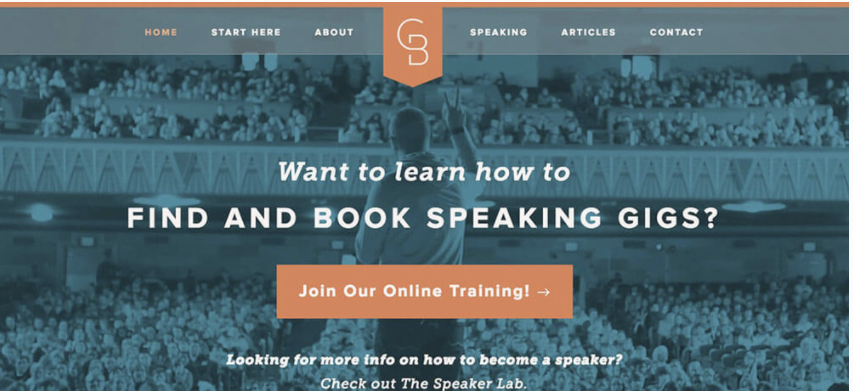 HOME START HERE ABOUT GB SPEAKING ARTICLES CONTACT
Want to learn how to
FIND AND BOOK SPEAKING GIGS?
Join Our Online Training! →
Looking for more info on how to become a speaker?
Check out The Speaker Lab.